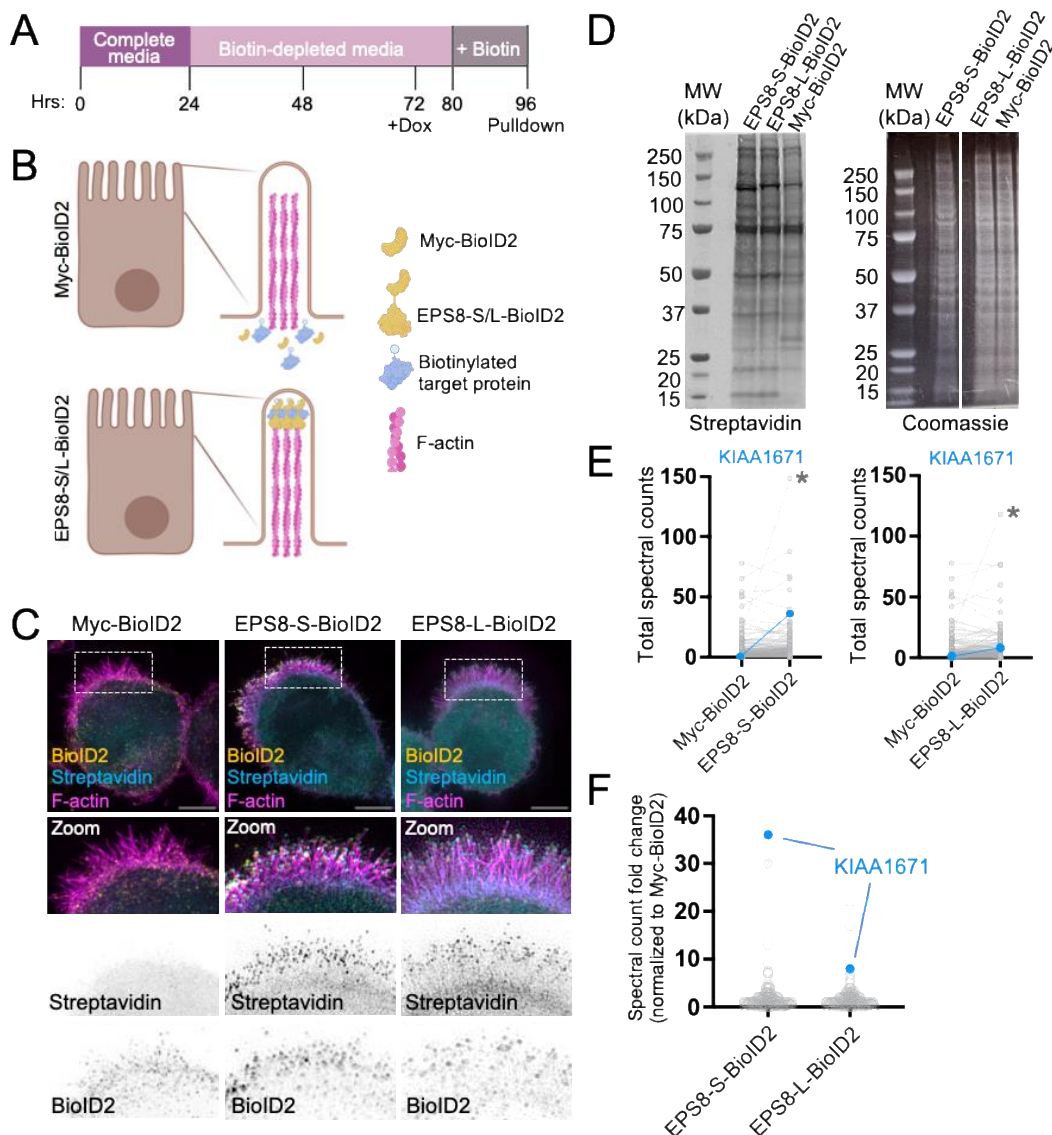 A
Complete
media
Biotin-depleted media
+ Biotin
Hrs: 0 24 48 72 80 96
+Dox
Pulldown
B
Myc-BioID2
EPS8-S/L-BioID2
Myc-BioID2
EPS8-S/L-BioID2
Biotinylated
target protein
F-actin
C
Myc-BioID2 EPS8-S-BioID2 EPS8-L-BioID2
BioID2 BioID2 BioID2
Streptavidin Streptavidin Streptavidin
F-actin F-actin F-actin
Zoom Zoom Zoom
Streptavidin Streptavidin Streptavidin
BioID2 BioID2 BioID2
D
MW
(kDa)
EPS8-S-BioID2
EPS8-L-BioID2
Myc-BioID2
250
150
100
75
50
37
25
20
15
Streptavidin
MW
(kDa)
EPS8-S-BioID2
EPS8-L-BioID2
Myc-BioID2
250
150
100
75
50
37
25
20
15
Coomassie
E
KIAA1671
Total spectral counts
150
100
50
0
*
Myc-BioID2
EPS8-S-BioID2
KIAA1671
Total spectral counts
150
100
50
0
*
Myc-BioID2
EPS8-L-BioID2
F
Spectral count fold change
(normalized to Myc-BioID2)
40
30
20
10
0
KIAA1671
EPS8-S-BioID2
EPS8-L-BioID2